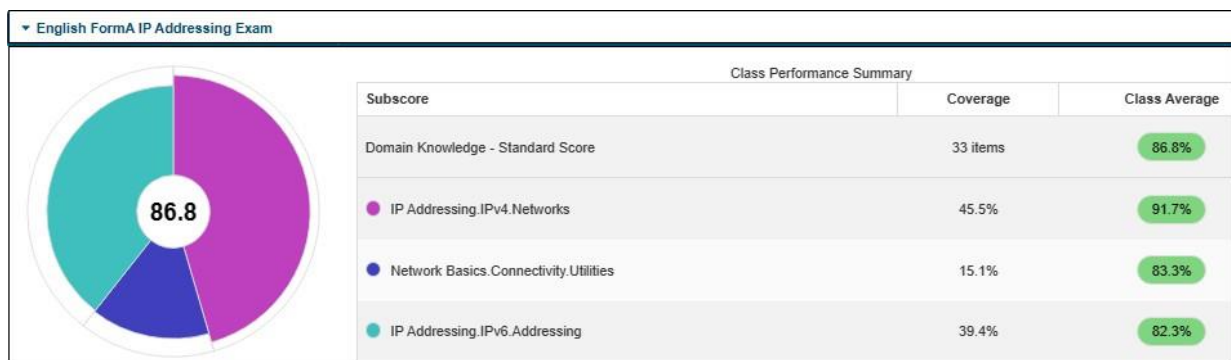 English FormA IP Addressing Exam
Class Performance Summary
Subscore Coverage Class Average
Domain Knowledge - Standard Score 33 items 86.8%
86.8
IP Addressing.IPv4.Networks 45.5% 91.7%
Network Basics.Connectivity.Utilities 15.1% 83.3%
IP Addressing.IPv6.Addressing 39.4% 82.3%